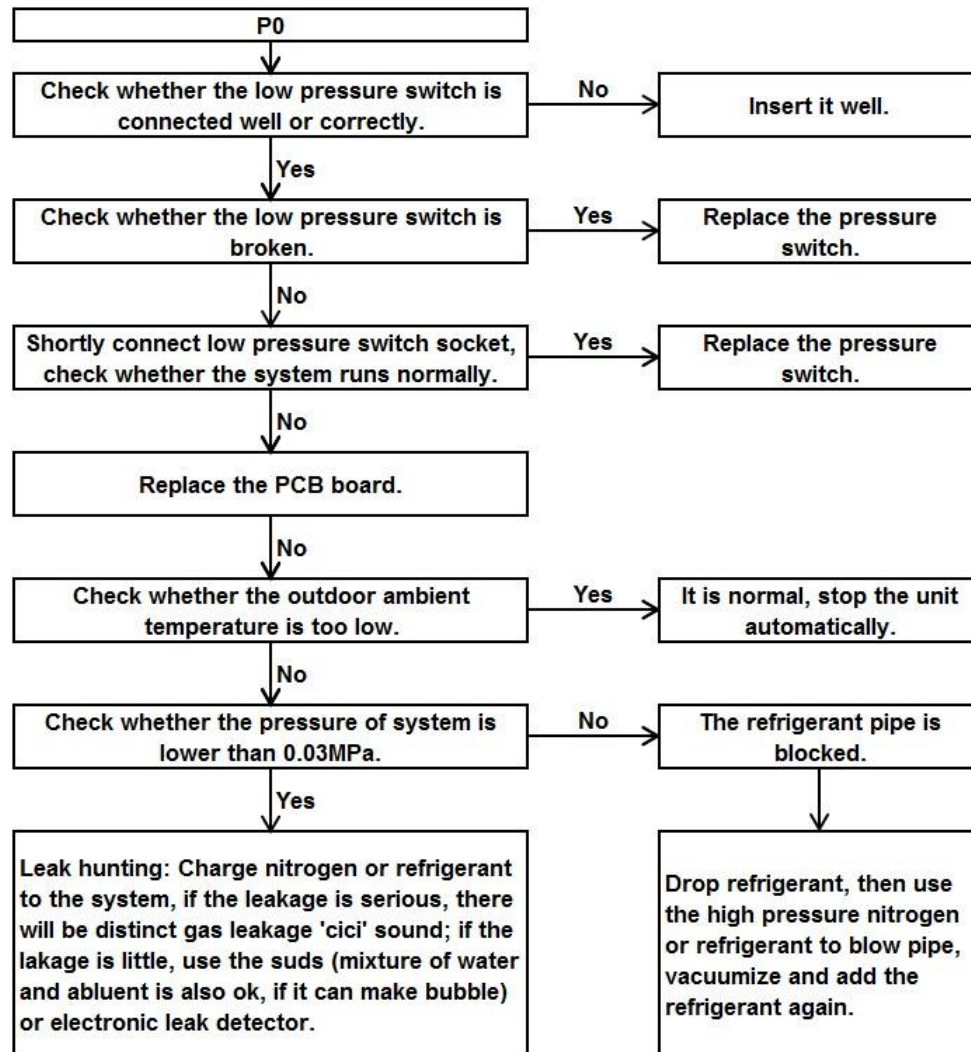 P0
Check whether the low pressure switch is
connected well or correctly.
No
Insert it well.
Yes
Check whether the low pressure switch is
broken.
Yes
Replace the pressure
switch.
No
Shortly connect low pressure switch socket,
check whether the system runs normally.
Yes
Replace the pressure
switch.
No
Replace the PCB board.
No
Check whether the outdoor ambient
temperature is too low.
Yes
It is normal, stop the unit
automatically.
No
Check whether the pressure of system is
lower than 0.03MPa.
No
The refrigerant pipe is
blocked.
Yes
Leak hunting: Charge nitrogen or refrigerant
to the system, if the leakage is serious, there
will be distinct gas leakage 'cici' sound; if the
lakage is little, use the suds (mixture of water
and abluent is also ok, if it can make bubble)
or electronic leak detector.
Drop refrigerant, then use
the high pressure nitrogen
or refrigerant to blow pipe,
vacuumize and add the
refrigerant again.